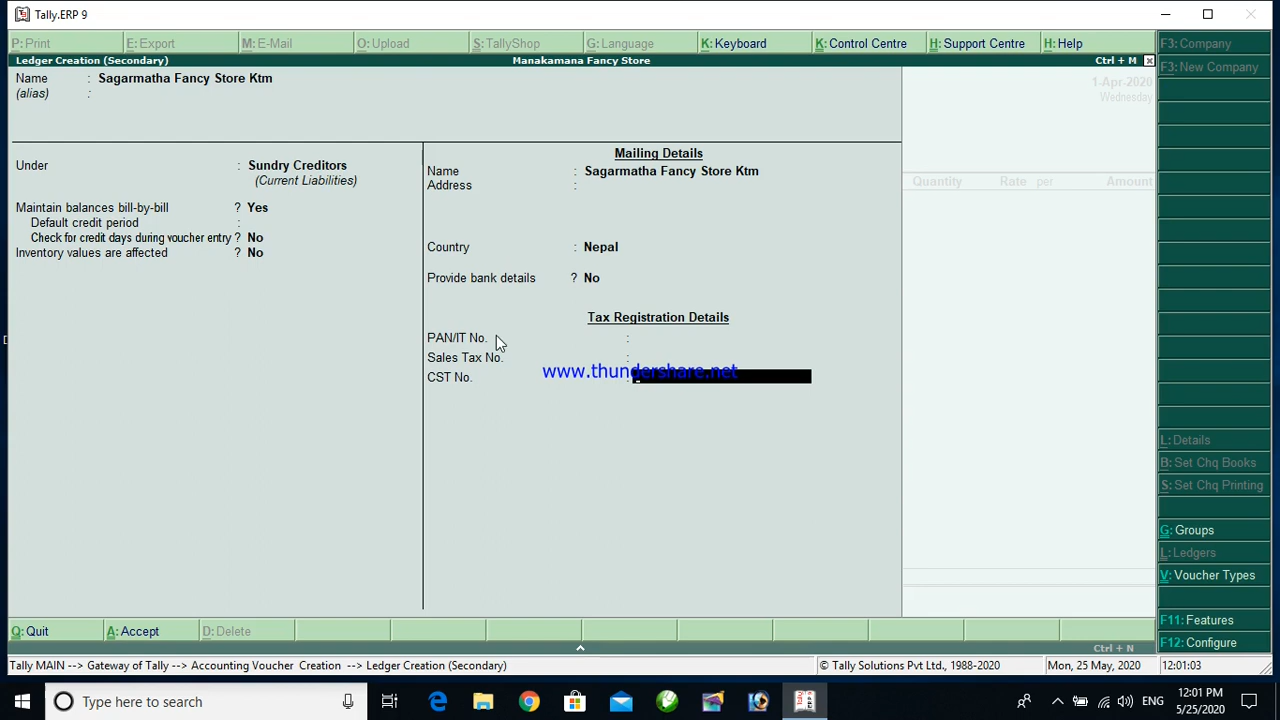 Tally.ERP 9
P: Print
E: Export
M: E-Mail
O: Upload
S: TallyShop
G: Language
K: Keyboard
K: Control Centre
H: Support Centre
H: Help
F3: Company
Ledger Creation (Secondary)
Manakamana Fancy Store
Ctrl + M
F3: New Company
Name : Sagarmatha Fancy Store Ktm
(alias) :
1-Apr-2020
Wednesday
Under : Sundry Creditors
(Current Liabilities)
Maintain balances bill-by-bill ? Yes
Default credit period :
Check for credit days during voucher entry ? No
Inventory values are affected ? No
Mailing Details
Name : Sagarmatha Fancy Store Ktm
Address :
Country : Nepal
Provide bank details ? No
Tax Registration Details
PAN/IT No. :
Sales Tax No. :
www.thundershare.net
CST No. :
Quantity Rate per Amount
L: Details
B: Set Chq Books
S: Set Chq Printing
G: Groups
L: Ledgers
V: Voucher Types
F11: Features
F12: Configure
Q: Quit
A: Accept
D: Delete
Ctrl + N
Tally MAIN --> Gateway of Tally --> Accounting Voucher Creation --> Ledger Creation (Secondary)
© Tally Solutions Pvt Ltd., 1988-2020
Mon, 25 May, 2020
12:01:03
Type here to search
ENG
12:01 PM
5/25/2020